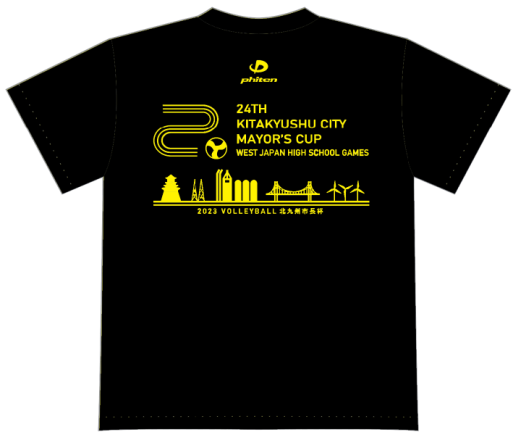 phiten
24TH
KITAKYUSHU CITY
MAYOR'S CUP
WEST JAPAN HIGH SCHOOL GAMES
2023 VOLLEYBALL 北九州市長杯